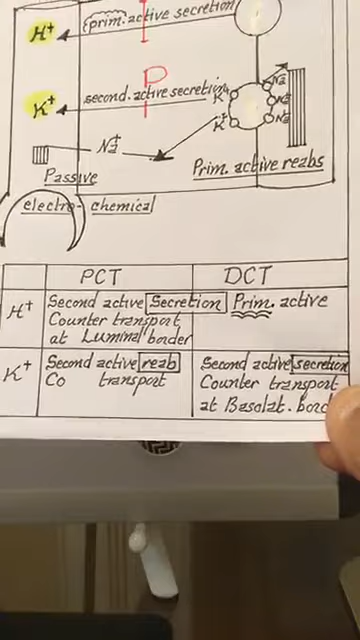 H+ prim. active secretion
P
K+ second. active secretion K+ Na+
K+ Na+
Na+
Na+
Prim. active reabs
Passive
electro-chemical
PCT DCT
H+ Second active Secretion Prim. active
Counter transport
at Luminal border
K+ Second active reab Second active secretion
Co transport Counter transport
at Basolat. bord